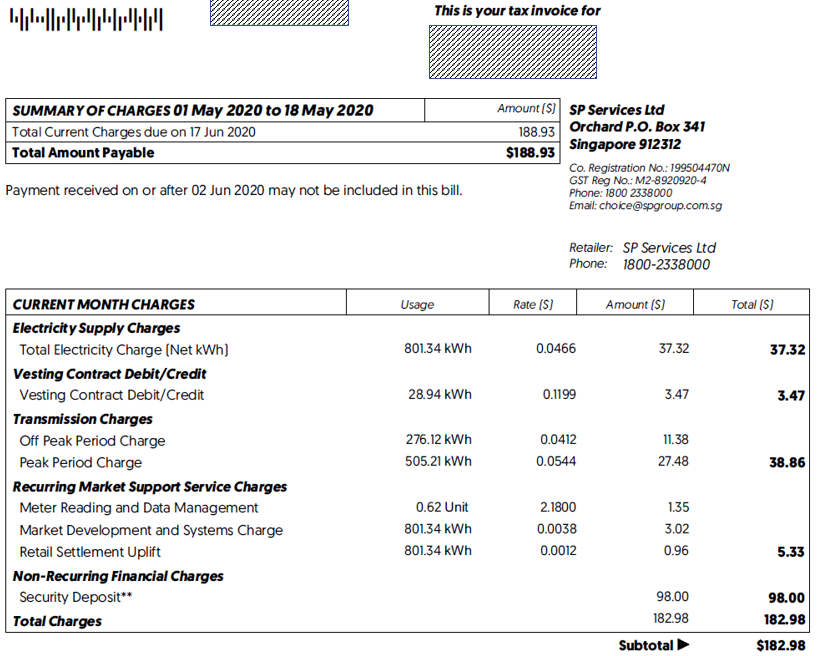 This is your tax invoice for
SUMMARY OF CHARGES 01 May 2020 to 18 May 2020 Amount ($)
Total Current Charges due on 17 Jun 2020 188.93
Total Amount Payable $188.93
Payment received on or after 02 Jun 2020 may not be included in this bill.
SP Services Ltd
Orchard P.O. Box 341
Singapore 912312
Co. Registration No.: 199504470N
GST Reg No.: M2-8920920-4
Phone: 1800 2338000
Email: choice@spgroup.com.sg
Retailer: SP Services Ltd
Phone: 1800-2338000
CURRENT MONTH CHARGES Usage Rate ($) Amount ($) Total ($)
Electricity Supply Charges
Total Electricity Charge (Net kWh) 801.34 kWh 0.0466 37.32 37.32
Vesting Contract Debit/Credit
Vesting Contract Debit/Credit 28.94 kWh 0.1199 3.47 3.47
Transmission Charges
Off Peak Period Charge 276.12 kWh 0.0412 11.38
Peak Period Charge 505.21 kWh 0.0544 27.48 38.86
Recurring Market Support Service Charges
Meter Reading and Data Management 0.62 Unit 2.1800 1.35
Market Development and Systems Charge 801.34 kWh 0.0038 3.02
Retail Settlement Uplift 801.34 kWh 0.0012 0.96 5.33
Non-Recurring Financial Charges
Security Deposit** 98.00 98.00
Total Charges 182.98 182.98
Subtotal ▶ $182.98